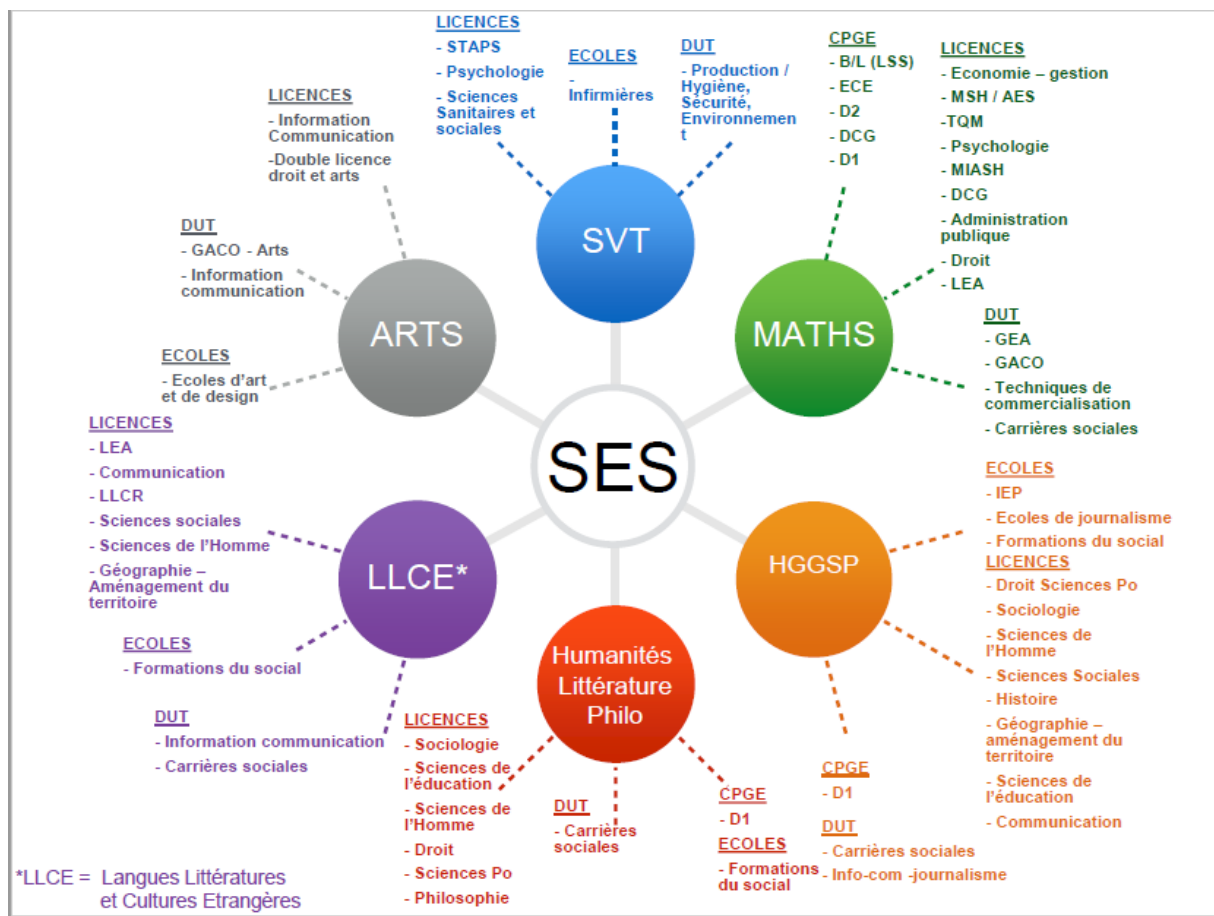 LICENCES
- STAPS
- Psychologie
- Sciences
Sanitaires et
sociales
ECOLES
-
Infirmières
DUT
- Production /
Hygiène,
Sécurité,
Environnemen
t
SVT
CPGE
- B/L (LSS)
- ECE
- D2
- DCG
- D1
LICENCES
- Economie – gestion
- MSH / AES
-TQM
- Psychologie
- MIASH
- DCG
- Administration
publique
- Droit
- LEA
DUT
- GEA
- GACO
- Techniques de
commercialisation
- Carrières sociales
MATHS
LICENCES
- Information
Communication
-Double licence
droit et arts
DUT
- GACO - Arts
- Information
communication
ECOLES
- Ecoles d'art
et de design
ARTS
SES
LICENCES
- LEA
- Communication
- LLCR
- Sciences sociales
- Sciences de l'Homme
- Géographie –
Aménagement du
territoire
ECOLES
- Formations du social
DUT
- Information communication
- Carrières sociales
LLCE*
Humanités
Littérature
Philo
LICENCES
- Sociologie
- Sciences de
l'éducation
- Sciences de
l'Homme
- Droit
- Sciences Po
- Philosophie
DUT
- Carrières
sociales
CPGE
- D1
ECOLES
- Formations
du social
HGGSP
ECOLES
- IEP
- Ecoles de journalisme
- Formations du social
LICENCES
- Droit Sciences Po
- Sociologie
- Sciences de
l'Homme
- Sciences Sociales
- Histoire
- Géographie –
aménagement du
territoire
- Sciences de
l'éducation
- Communication
CPGE
- D1
DUT
- Carrières sociales
- Info-com -journalisme
*LLCE = Langues Littératures
et Cultures Etrangères